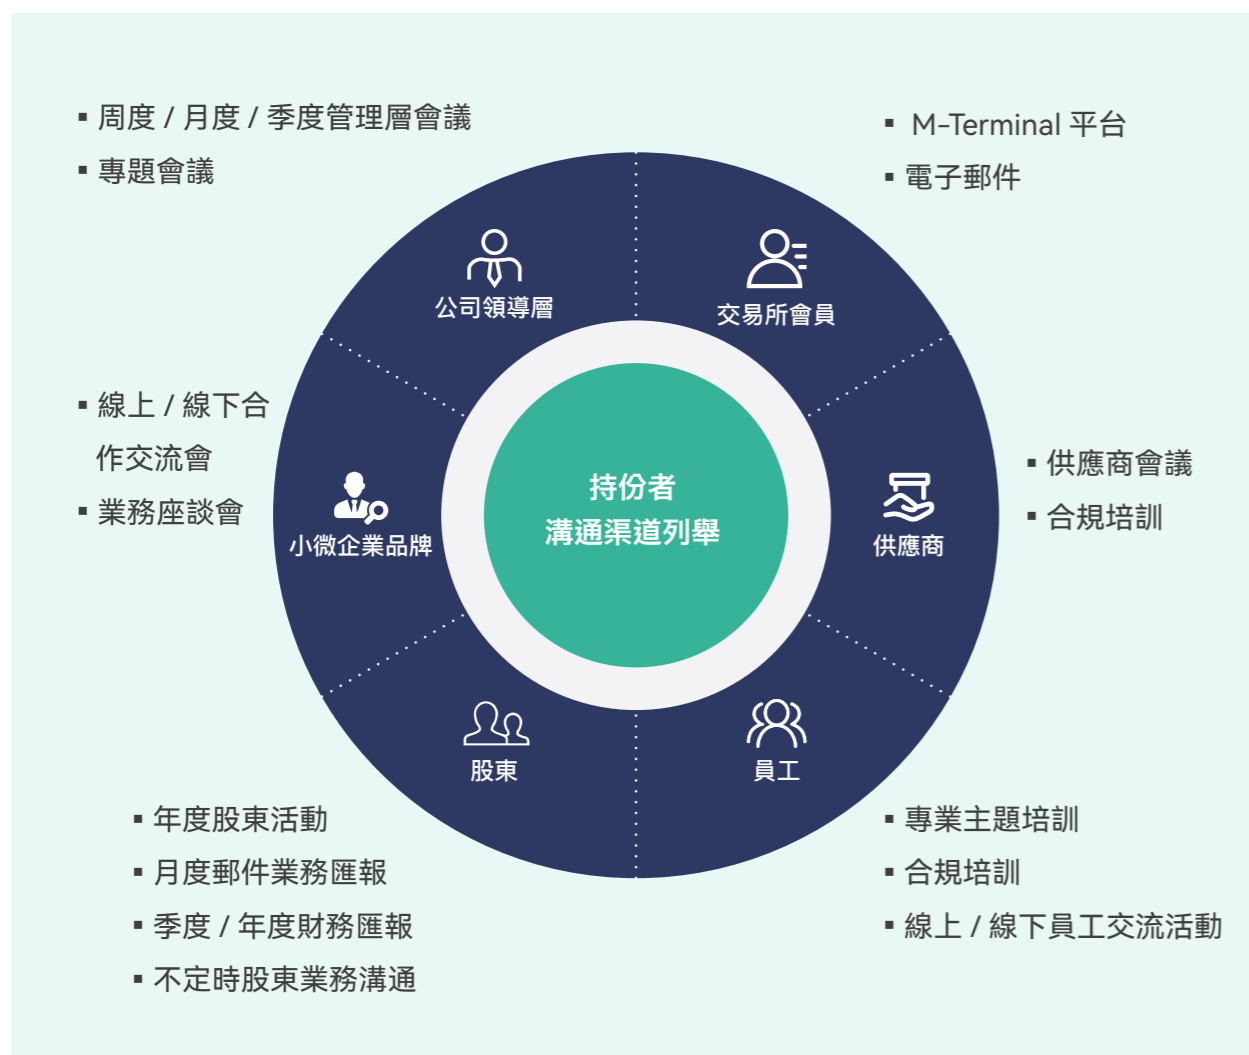 ▪ 周度 / 月度 / 季度管理層會議
▪ 專題會議
公司領導層
▪ M-Terminal 平台
▪ 電子郵件
交易所會員
▪ 線上 / 線下合
作交流會
▪ 業務座談會
小微企業品牌
持份者
溝通渠道列舉
供應商
▪ 供應商會議
▪ 合規培訓
股東
▪ 年度股東活動
▪ 月度郵件業務匯報
▪ 季度 / 年度財務匯報
▪ 不定時股東業務溝通
員工
▪ 專業主題培訓
▪ 合規培訓
▪ 線上 / 線下員工交流活動